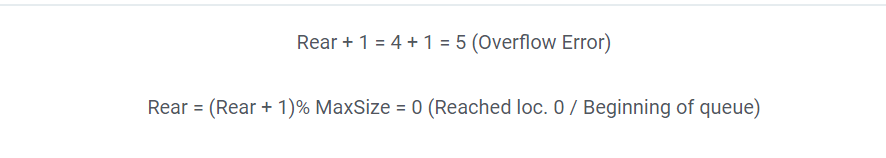 Rear + 1 = 4 + 1 = 5 (Overflow Error)
Rear = (Rear + 1)% MaxSize = 0 (Reached loc. 0 / Beginning of queue)